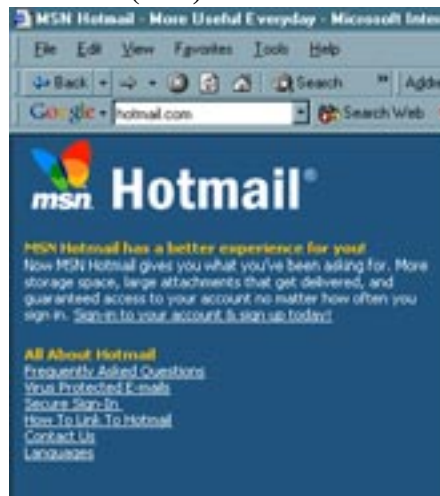 MSN Hotmail - More Useful Everyday - Microsoft Inter
File Edit View Favorites Tools Help
Back Search » Addre
Google hotmail.com Search Web
msn Hotmail®
MSN Hotmail has a better experience for you!
Now MSN Hotmail gives you what you've been asking for. More
storage space, large attachments that get delivered, and
guaranteed access to your account no matter how often you
sign in. Sign-in to your account & sign up today!
All About Hotmail
Frequently Asked Questions
Virus Protected E-mails
Secure Sign-In
How To Link To Hotmail
Contact Us
Languages